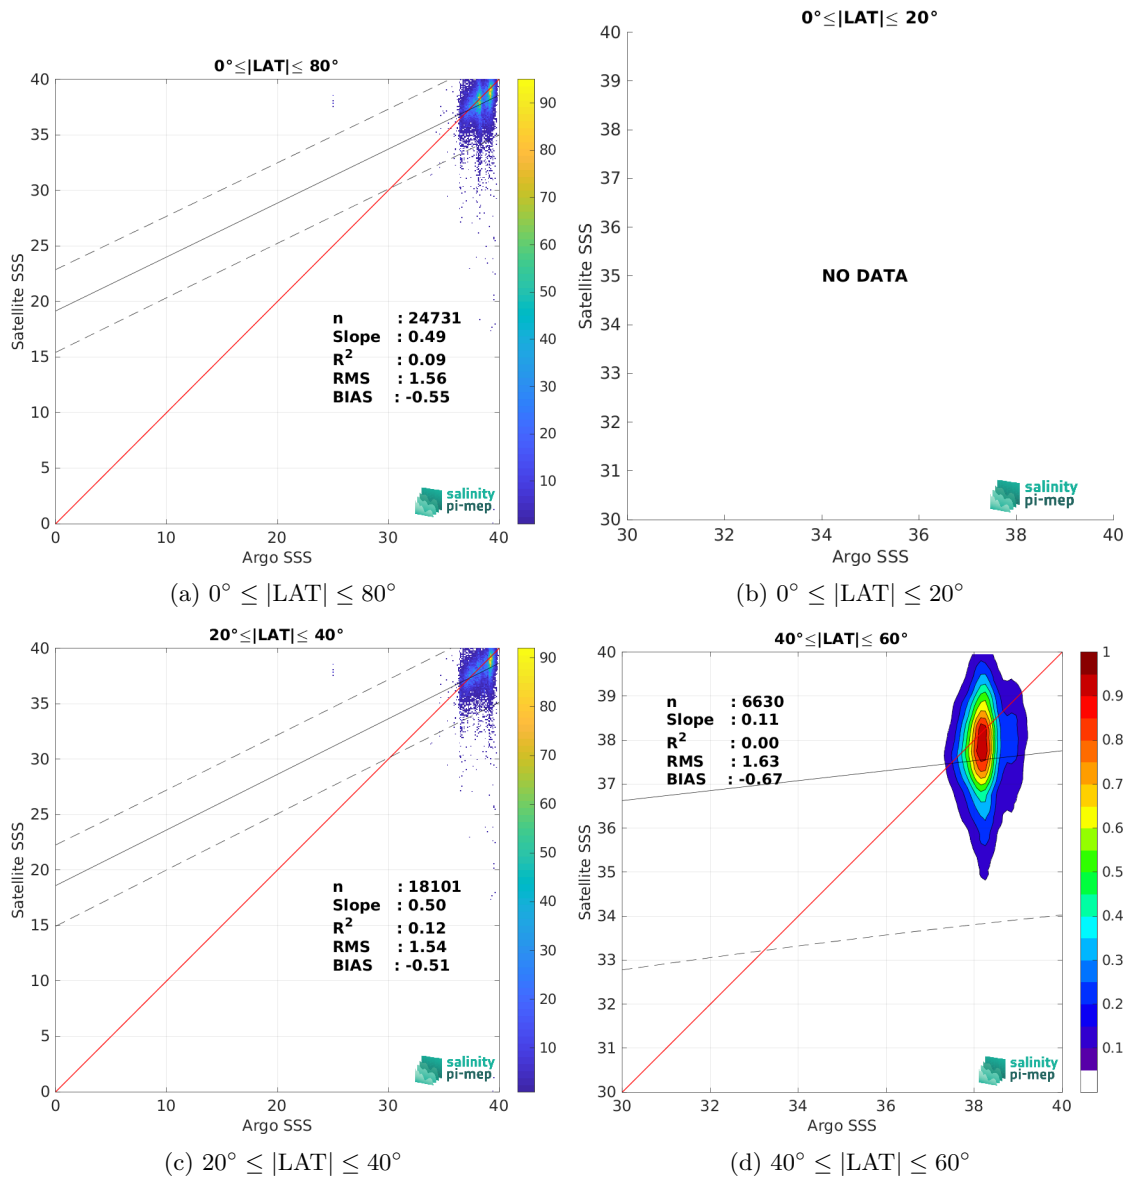 0°≤|LAT|≤ 80°
40
35
30
25
20
15
10
5
0
0
10
20
30
40
Satellite SSS
Argo SSS
n : 24731
Slope : 0.49
R² : 0.09
RMS : 1.56
BIAS : -0.55
salinity
pi-mep.
90
80
70
60
50
40
30
20
10
(a) 0° ≤ |LAT| ≤ 80°
0°≤|LAT|≤ 20°
40
39
38
37
36
35
34
33
32
31
30
30
32
34
36
38
40
Satellite SSS
Argo SSS
NO DATA
salinity
pi-mep
(b) 0° ≤ |LAT| ≤ 20°
20°≤|LAT|≤ 40°
40
35
30
25
20
15
10
5
0
0
10
20
30
40
Satellite SSS
Argo SSS
n : 18101
Slope : 0.50
R² : 0.12
RMS : 1.54
BIAS : -0.51
salinity
pi-mep.
90
80
70
60
50
40
30
20
10
(c) 20° ≤ |LAT| ≤ 40°
40°≤|LAT|≤ 60°
40
39
38
37
36
35
34
33
32
31
30
30
32
34
36
38
40
Satellite SSS
Argo SSS
n : 6630
Slope : 0.11
R² : 0.00
RMS : 1.63
BIAS : -0.67
salinity
pi-mep
1
0.9
0.8
0.7
0.6
0.5
0.4
0.3
0.2
0.1
(d) 40° ≤ |LAT| ≤ 60°